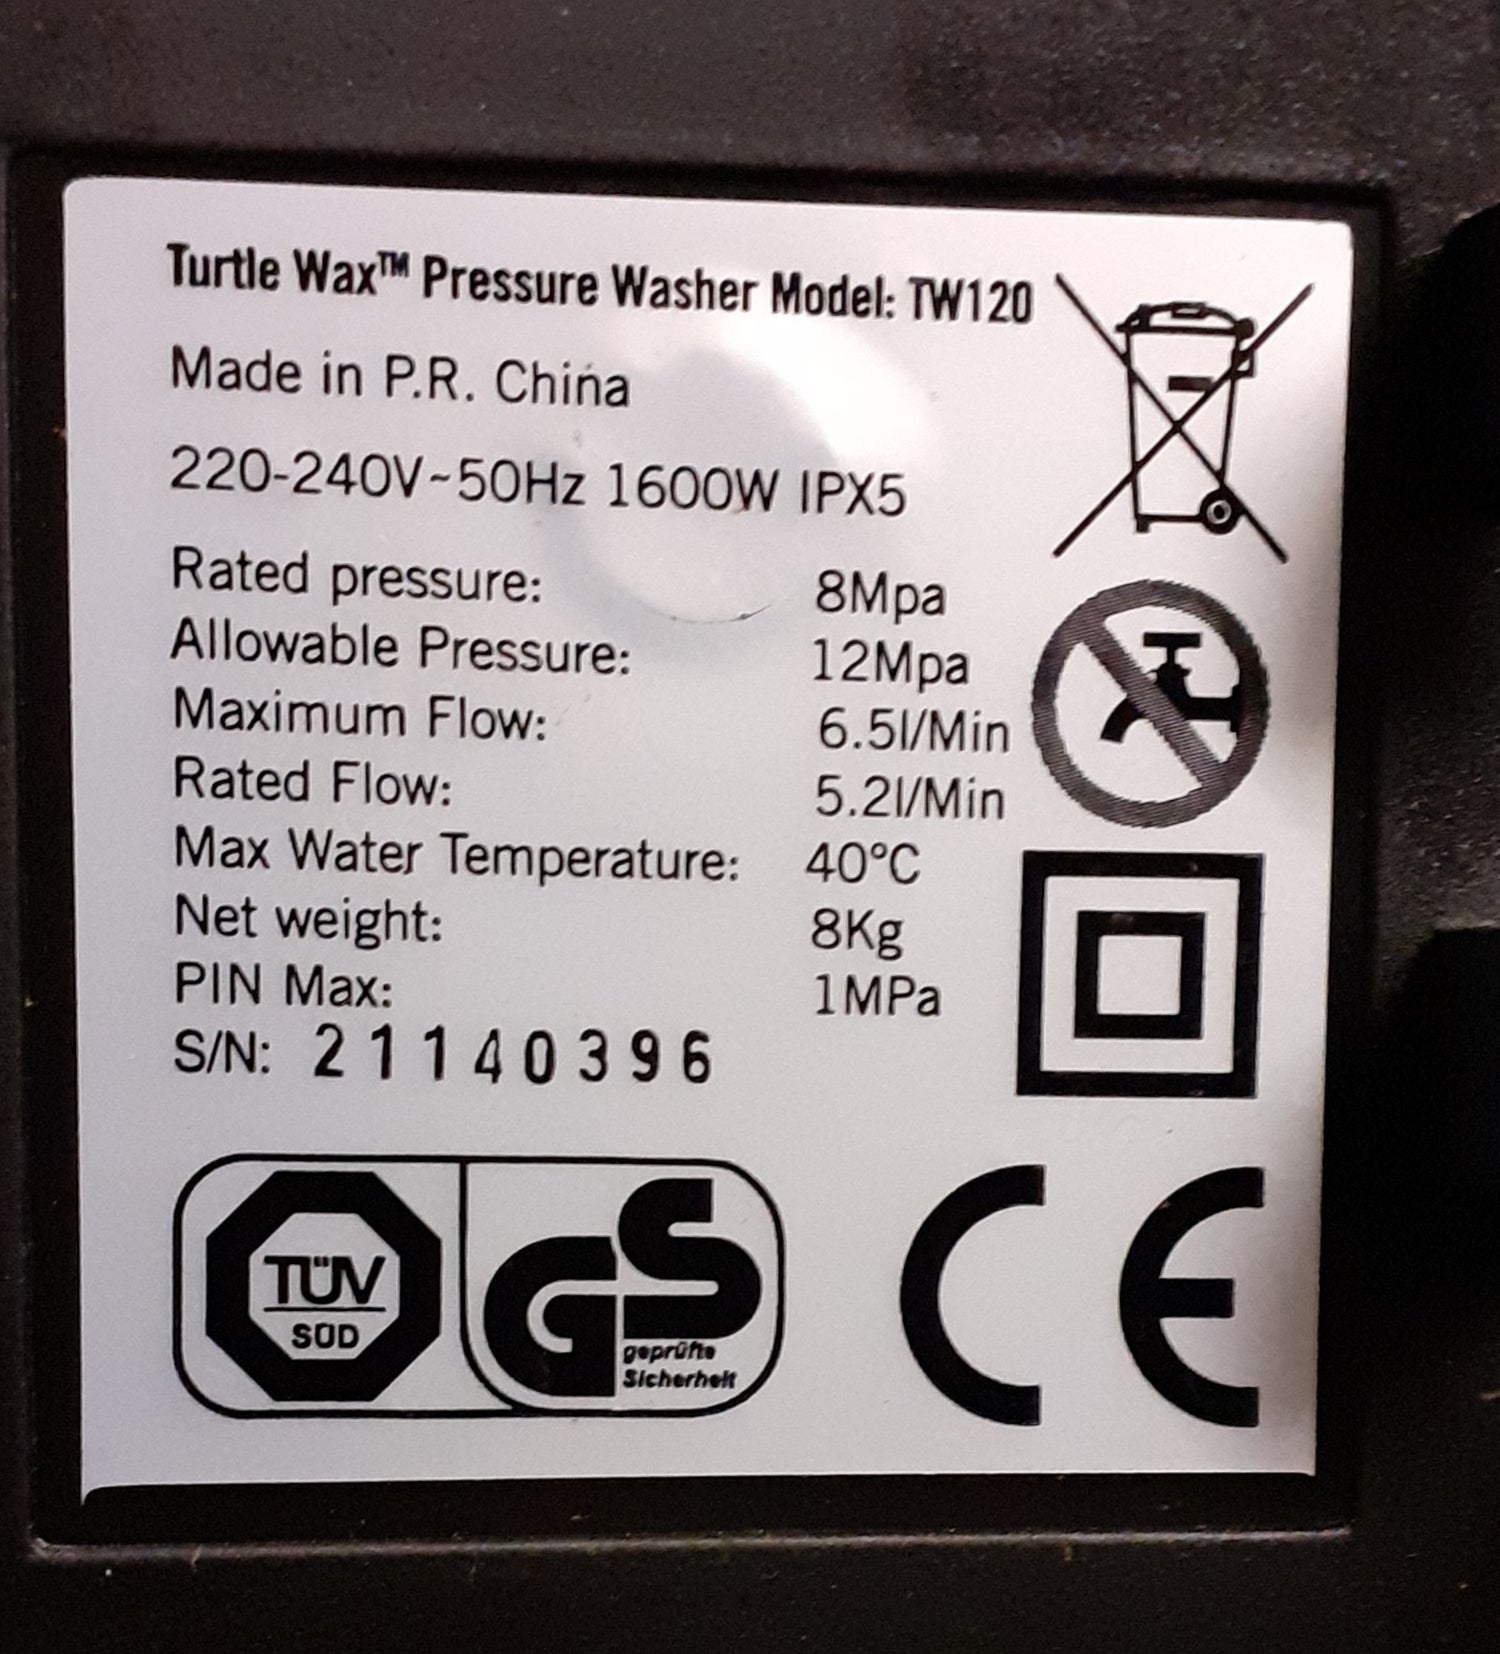 Turtle Wax™ Pressure Washer Model: TW120
Made in P.R. China
220-240V~50Hz 1600W IPX5
Rated pressure: 8Mpa
Allowable Pressure: 12Mpa
Maximum Flow: 6.5l/Min
Rated Flow: 5.2l/Min
Max Water Temperature: 40°C
Net weight: 8Kg
PIN Max: 1MPa
S/N: 21140396
TÜV
SÜD
GS
geprüfte
Sicherheit
CE